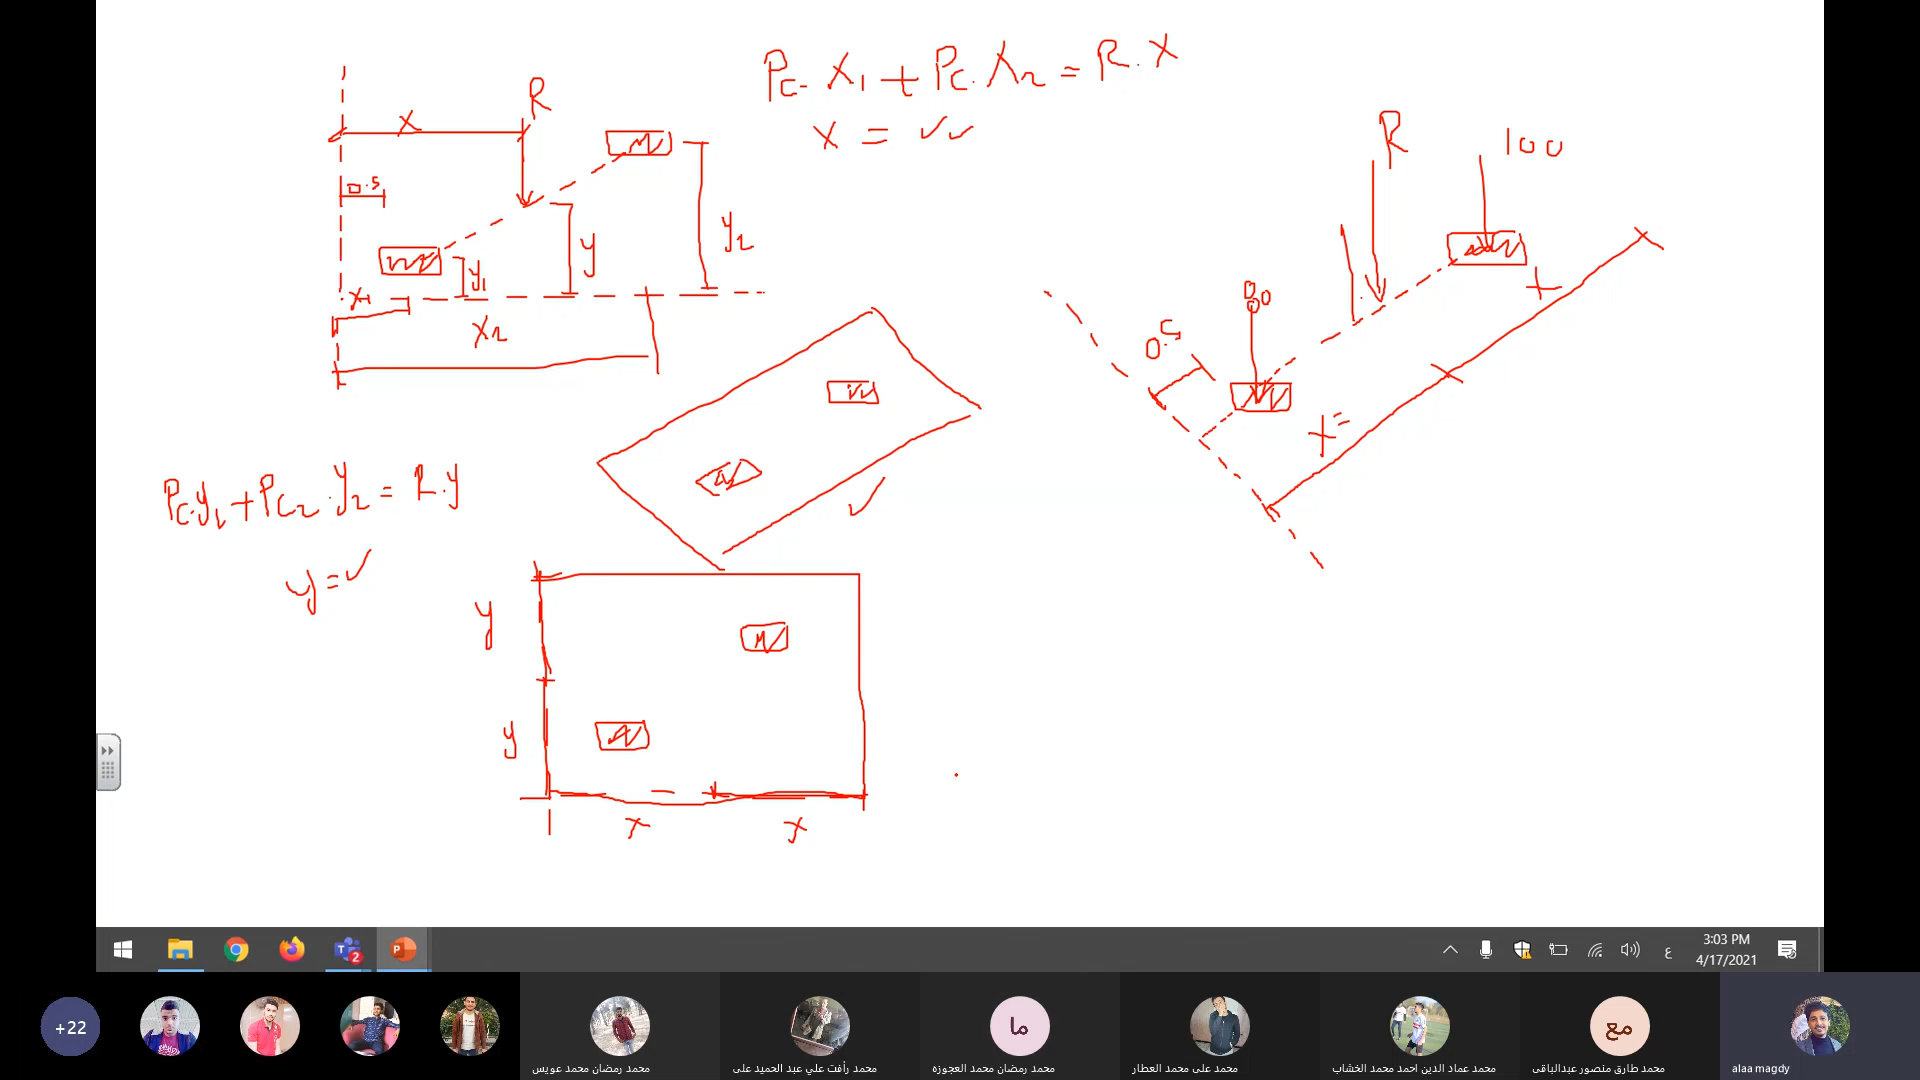 Pc. X1 + Pc. X2 = R. X
x = ✓✓
R
x
0.5
y1
y
y2
x1
x2
R
100
80
0.5
x
x=
Pc.y1 + Pc2.y2 = R.y
y = ✓
✓
y
y
x
x
3:03 PM
ع
4/17/2021
+22
محمد رمضان محمد عويس
محمد رأفت علي عبد الحميد على
ما
محمد رمضان محمد العجوزه
محمد على محمد العطار
محمد عماد الدين احمد محمد الخشاب
مع
محمد طارق منصور عبدالباقى
alaa magdy